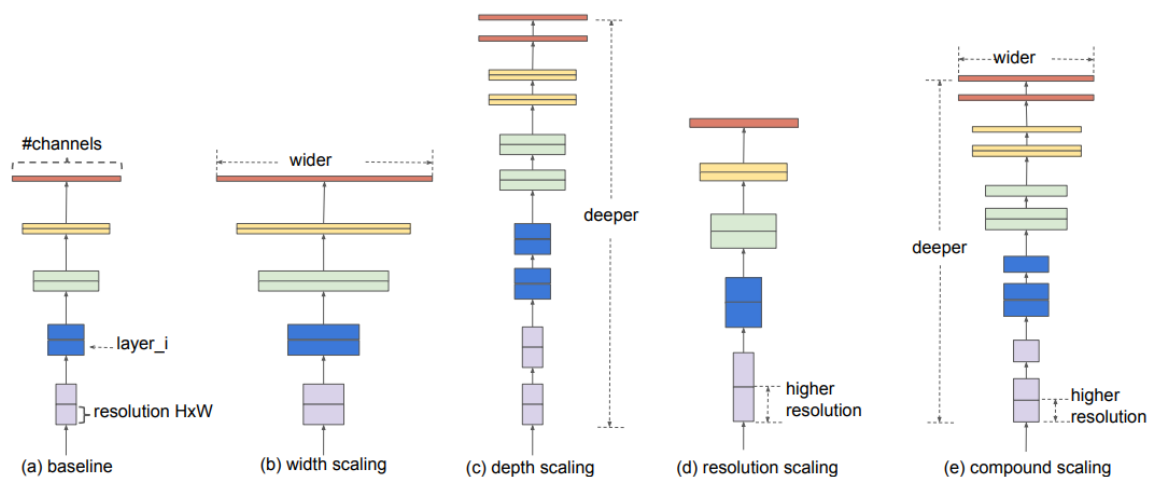 #channels
layer_i
resolution HxW
(a) baseline
wider
(b) width scaling
deeper
(c) depth scaling
higher
resolution
(d) resolution scaling
wider
deeper
higher
resolution
(e) compound scaling